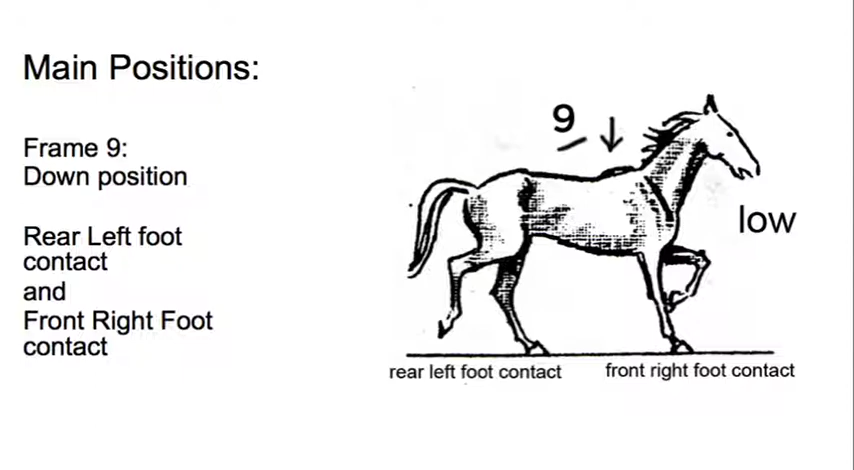 Main Positions:
Frame 9:
Down position
Rear Left foot
contact
and
Front Right Foot
contact
9
low
rear left foot contact
front right foot contact